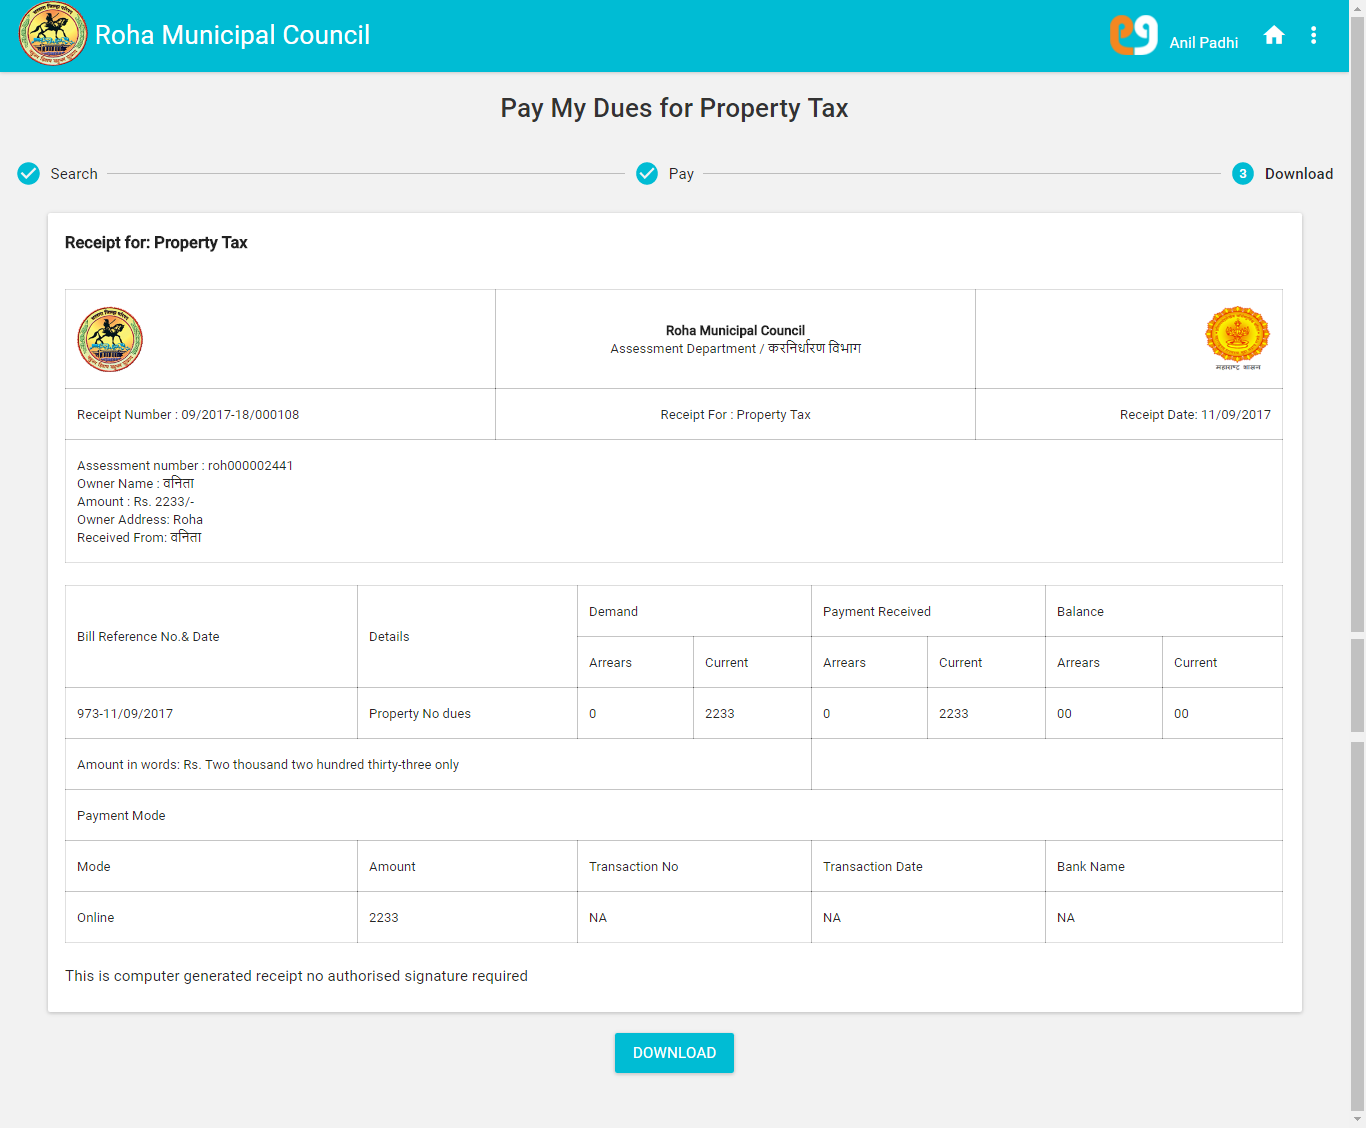 Roha Municipal Council
Anil Padhi
Pay My Dues for Property Tax
Search
Pay
3 Download
Receipt for: Property Tax
Roha Municipal Council
Assessment Department / करनिर्धारण विभाग
महाराष्ट्र शासन
Receipt Number : 09/2017-18/000108
Receipt For : Property Tax
Receipt Date: 11/09/2017
Assessment number : roh000002441
Owner Name : वनिता
Amount : Rs. 2233/-
Owner Address: Roha
Received From: वनिता
Bill Reference No.& Date
Details
Demand
Payment Received
Balance
Arrears
Current
Arrears
Current
Arrears
Current
973-11/09/2017
Property No dues
0
2233
0
2233
00
00
Amount in words: Rs. Two thousand two hundred thirty-three only
Payment Mode
Mode
Amount
Transaction No
Transaction Date
Bank Name
Online
2233
NA
NA
NA
This is computer generated receipt no authorised signature required
DOWNLOAD